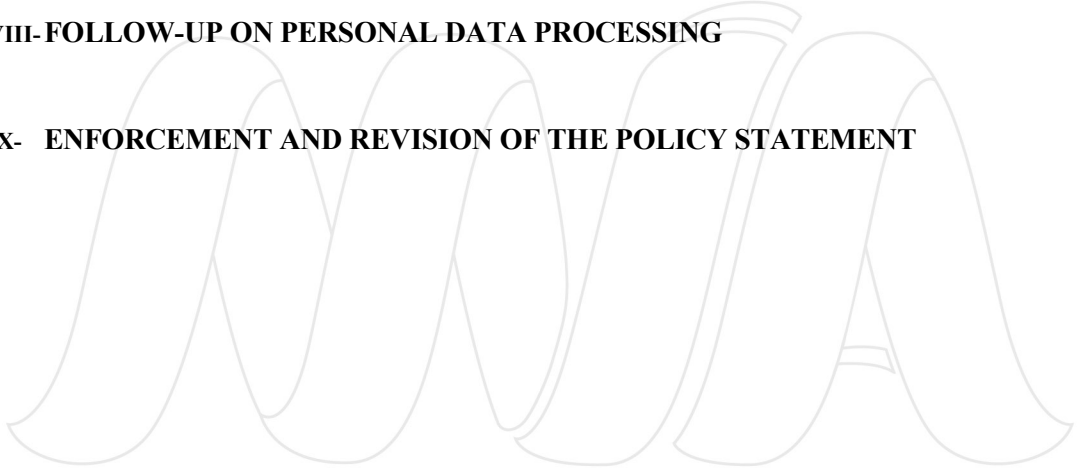 VIII- FOLLOW-UP ON PERSONAL DATA PROCESSING
X- ENFORCEMENT AND REVISION OF THE POLICY STATEMENT